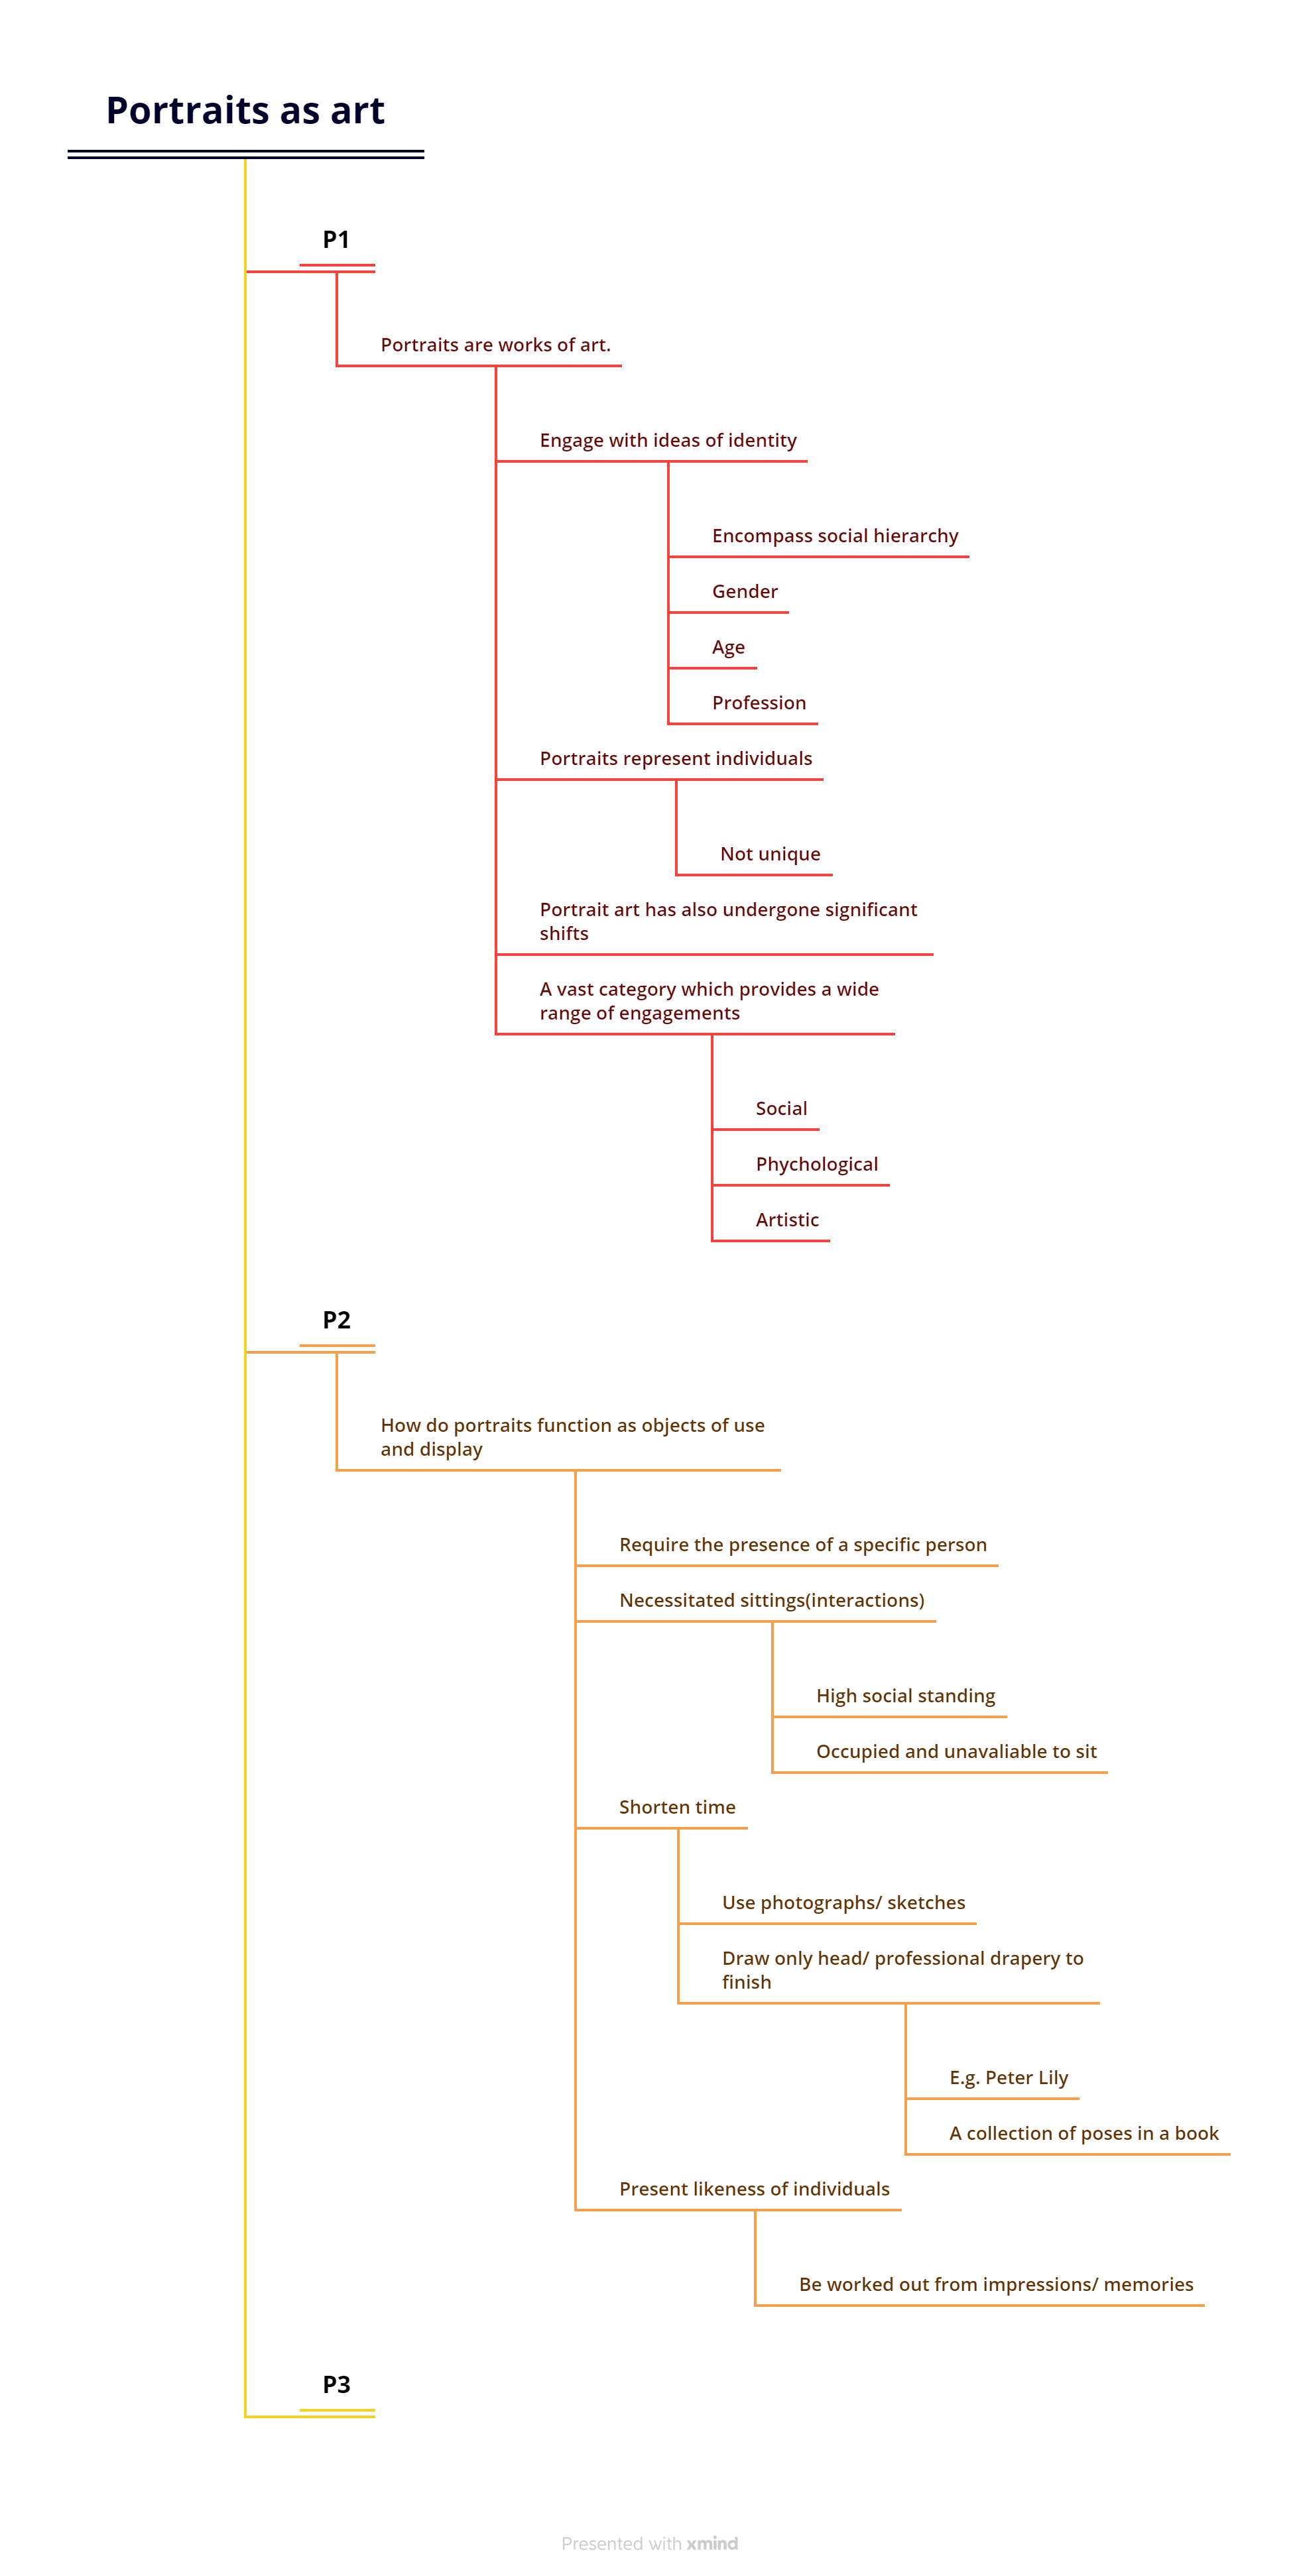 Portraits as art
P1
Portraits are works of art.
Engage with ideas of identity
Encompass social hierarchy
Gender
Age
Profession
Portraits represent individuals
Not unique
Portrait art has also undergone significant
shifts
A vast category which provides a wide
range of engagements
Social
Phychological
Artistic
P2
How do portraits function as objects of use
and display
Require the presence of a specific person
Necessitated sittings(interactions)
High social standing
Occupied and unavaliable to sit
Shorten time
Use photographs/ sketches
Draw only head/ professional drapery to
finish
E.g. Peter Lily
A collection of poses in a book
Present likeness of individuals
Be worked out from impressions/ memories
P3
Presented with xmind